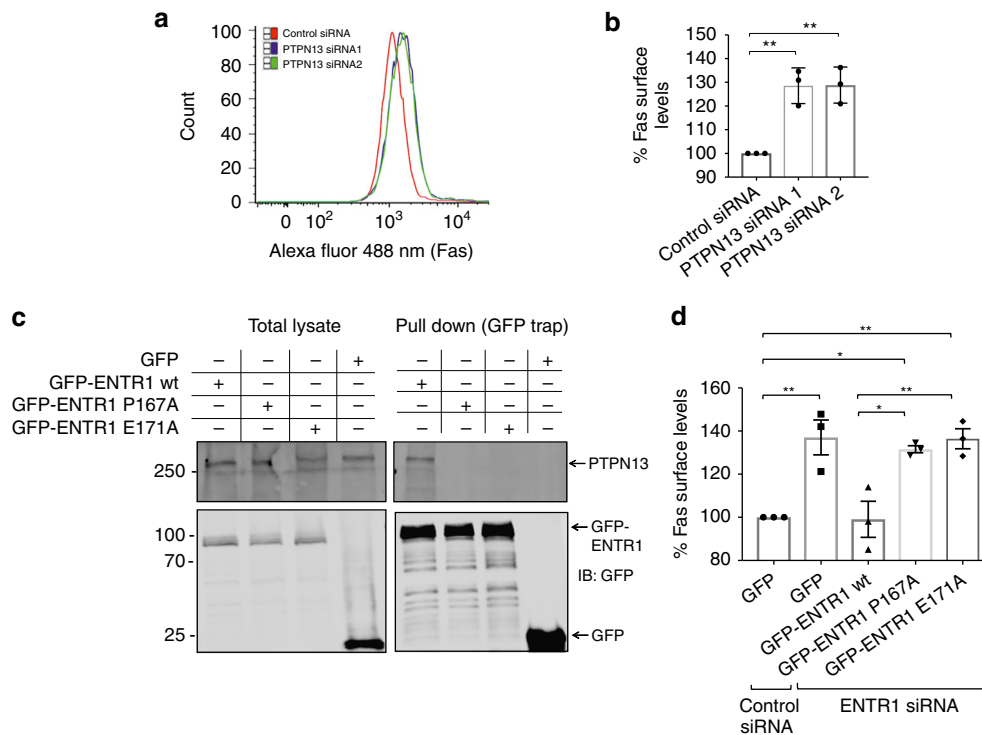 a
Control siRNA
PTPN13 siRNA1
PTPN13 siRNA2
100
80
60
40
20
0
Count
0 10² 10³ 10⁴
Alexa fluor 488 nm (Fas)
b
** **
150
140
130
120
110
100
90
% Fas surface levels
Control siRNA
PTPN13 siRNA 1
PTPN13 siRNA 2
c
Total lysate
Pull down (GFP trap)
GFP – – – + – – – +
GFP-ENTR1 wt + – – – + – – –
GFP-ENTR1 P167A – + – – – + – –
GFP-ENTR1 E171A – – + – – – + –
250 -
←PTPN13
100 -
70 -
25 -
←GFP-
ENTR1
IB: GFP
←GFP
d
**
*
** **
*
160
140
120
100
80
% Fas surface levels
GFP
GFP
GFP-ENTR1 wt
GFP-ENTR1 P167A
GFP-ENTR1 E171A
Control
siRNA
ENTR1 siRNA